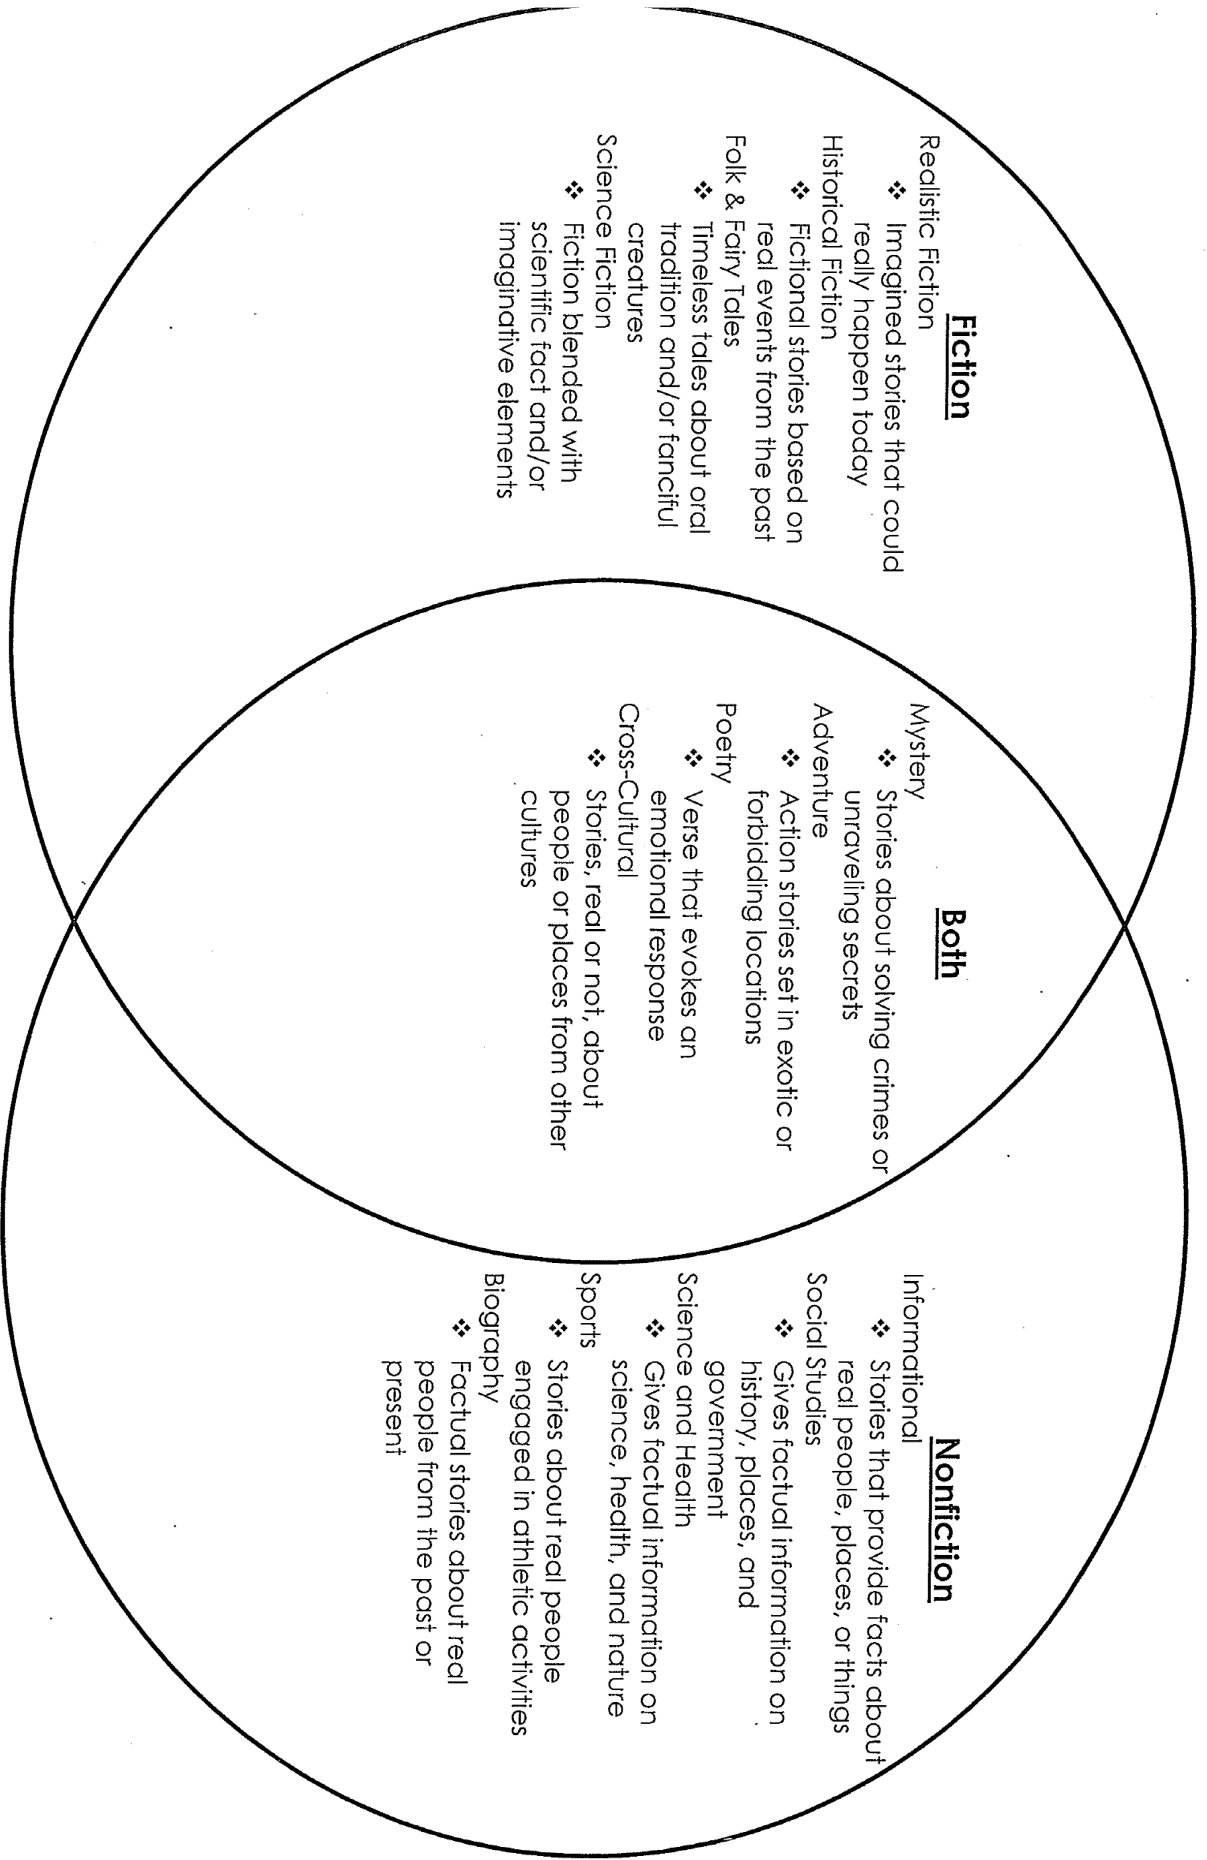 Fiction
Realistic Fiction
❖ Imagined stories that could
really happen today
Historical Fiction
❖ Fictional stories based on
real events from the past
Folk & Fairy Tales
❖ Timeless tales about oral
tradition and/or fanciful
creatures
Science Fiction
❖ Fiction blended with
scientific fact and/or
imaginative elements
Both
Mystery
❖ Stories about solving crimes or
unraveling secrets
Adventure
❖ Action stories set in exotic or
forbidding locations
Poetry
❖ Verse that evokes an
emotional response
Cross-Cultural
❖ Stories, real or not, about
people or places from other
cultures
Nonfiction
Informational
❖ Stories that provide facts about
real people, places, or things
Social Studies
❖ Gives factual information on
history, places, and
government
Science and Health
❖ Gives factual information on
science, health, and nature
Sports
❖ Stories about real people
engaged in athletic activities
Biography
❖ Factual stories about real
people from the past or
present